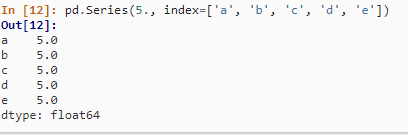 In [12]: pd.Series(5., index=['a', 'b', 'c', 'd', 'e'])
Out[12]:
a    5.0
b    5.0
c    5.0
d    5.0
e    5.0
dtype: float64